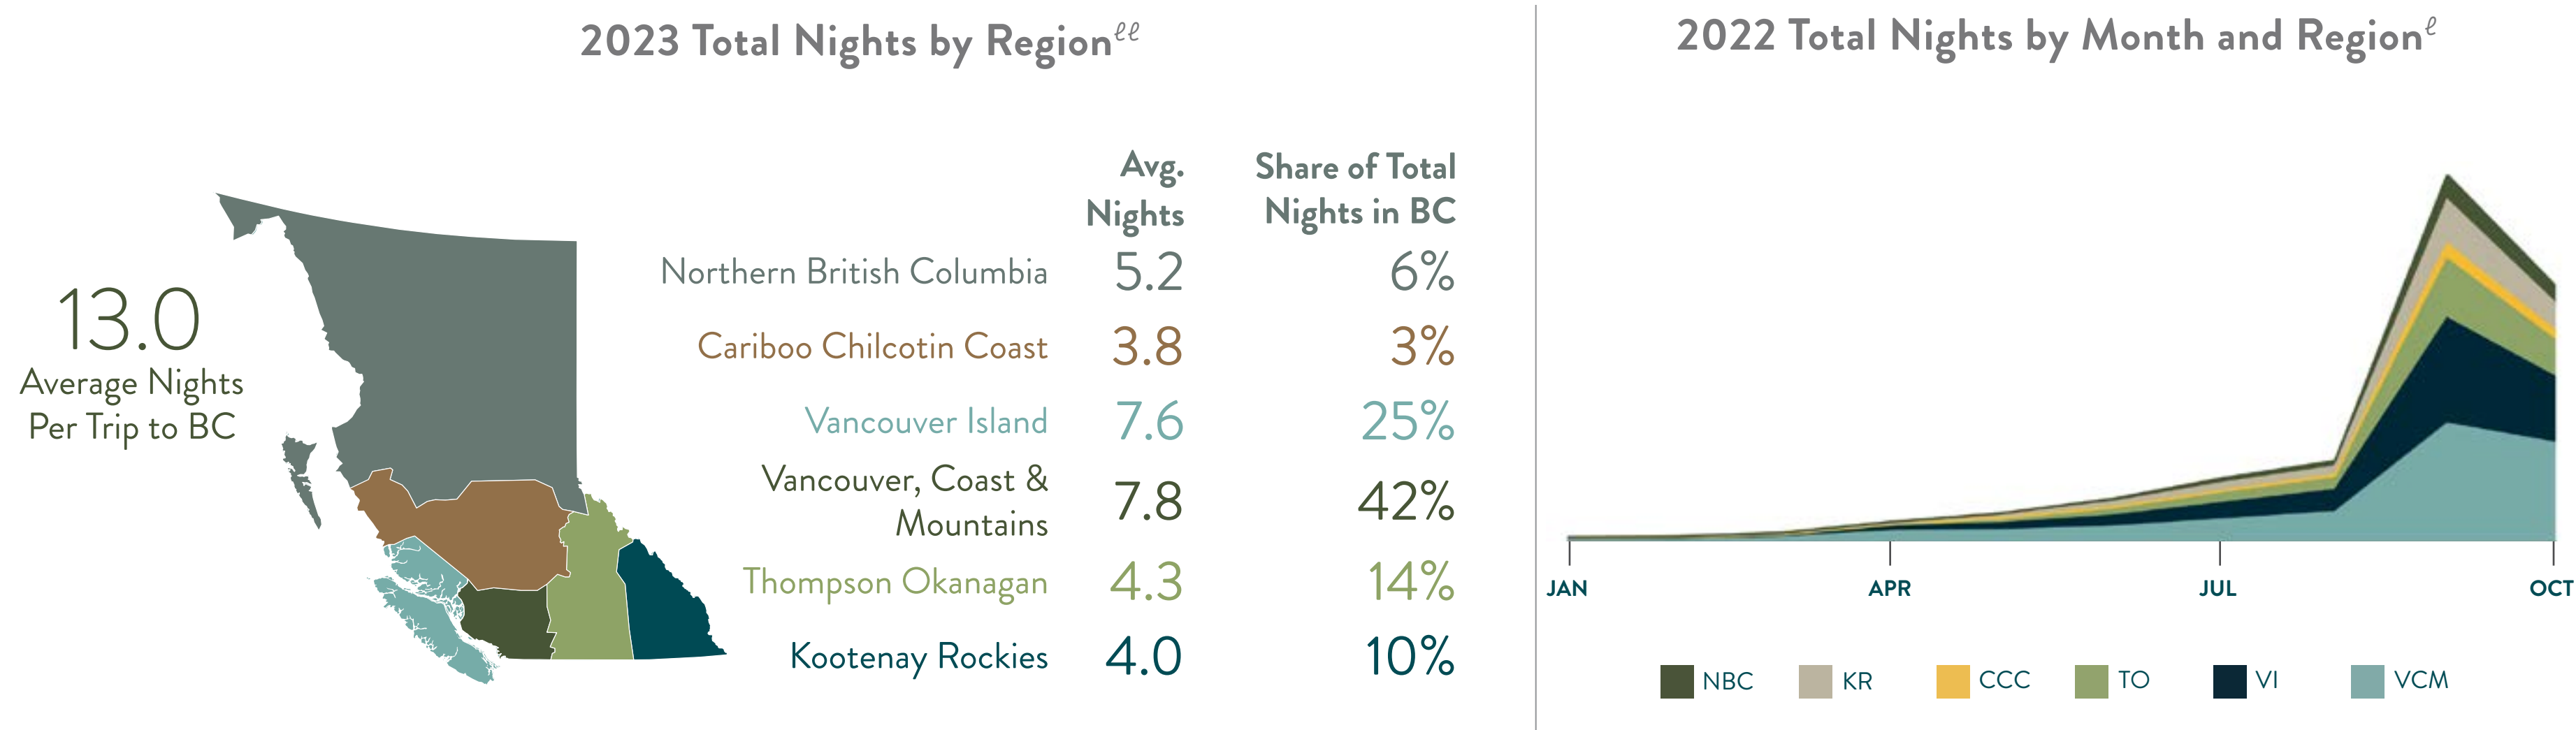 2023 Total Nights by Regionℓℓ
13.0
Average Nights
Per Trip to BC
Avg.
Nights
Share of Total
Nights in BC
Northern British Columbia 5.2 6%
Cariboo Chilcotin Coast 3.8 3%
Vancouver Island 7.6 25%
Vancouver, Coast &
Mountains 7.8 42%
Thompson Okanagan 4.3 14%
Kootenay Rockies 4.0 10%
2022 Total Nights by Month and Regionℓ
JAN APR JUL OCT
NBC KR CCC TO VI VCM